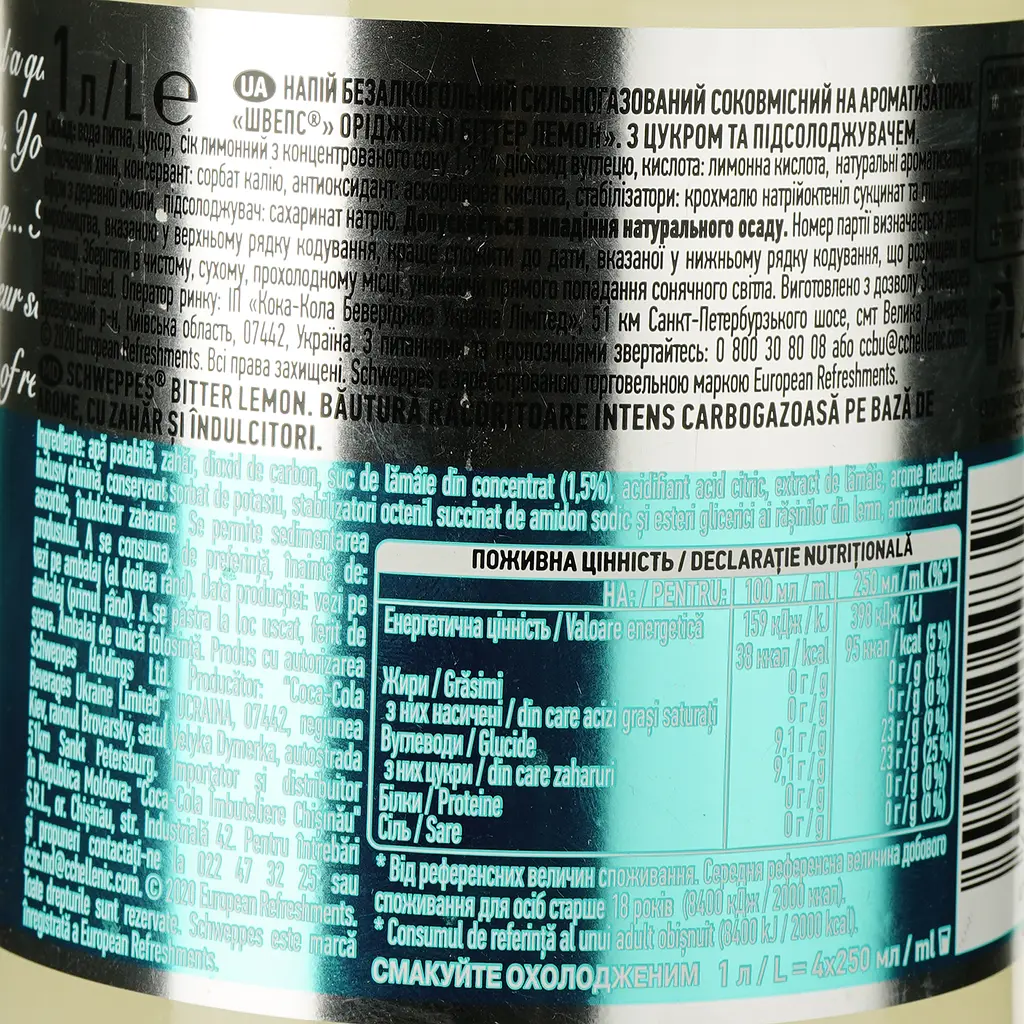 1 л/L e
UA НАПІЙ БЕЗАЛКОГОЛЬНИЙ СИЛЬНОГАЗОВАНИЙ СОКОВМІСНИЙ НА АРОМАТИЗАТОРАХ
«ШВЕПС®» ОРІДЖІНАЛ БІТТЕР ЛЕМОН». З ЦУКРОМ ТА ПІДСОЛОДЖУВАЧЕМ.
Склад: вода питна, цукор, сік лимонний з концентрованого соку діоксид вуглецю, кислота: лимонна кислота, натуральні ароматизатори
включаючи хінін, консервант: сорбат калію, антиоксидант: аскорбінова кислота, стабілізатори: крохмалю натрійоктеніл сукцинат та гліцеринові
ефіри з деревної смоли, підсолоджувач: сахаринат натрію. Допускається випадіння натурального осаду. Номер партії визначається датою
виробництва, вказаною у верхньому рядку кодування, краще спожити до дати, вказаної у нижньому рядку кодування, що розміщені на
упаковці. Зберігати в чистому, сухому, прохолодному місці, уникаючи прямого попадання сонячного світла. Виготовлено з дозволу Schweppes
Holdings Limited. Оператор ринку: ІП «Кока-Кола Беверіджиз Україна Лімітед», 51 км Санкт-Петербурзького шосе, смт Велика Димерка,
Броварський р-н, Київська область, 07442, Україна. З питаннями та пропозиціями звертайтесь: 0 800 30 80 08 або ccbu@cchellenic.com.
© 2020 European Refreshments. Всі права захищені. Schweppes є зареєстрованою торговельною маркою European Refreshments.
SCHWEPPES® BITTER LEMON. BĂUTURĂ RĂCORITOARE INTENS CARBOGAZOASĂ PE BAZĂ DE
AROME, CU ZAHĂR ȘI ÎNDULCITORI.
Ingrediente: apă potabilă, zahăr, dioxid de carbon, suc de lămâie din concentrat (1,5%), acidifiant acid citric, extract de lămâie, arome naturale
inclusiv chinină, conservant sorbat de potasiu, stabilizatori octenil succinat de amidon sodic și esteri glicerici ai rășinilor din lemn, antioxidant acid
ascorbic, îndulcitor zaharine. Se permite sedimentarea
produsului. A se consuma, de preferință, înainte de:
vezi pe ambalaj (al doilea rând). Data producției: vezi pe
ambalaj (primul rând). A se păstra la loc uscat, ferit de
soare. Ambalaj de unică folosință. Produs cu autorizarea
Schweppes Holdings Ltd. Producător: "Coca-Cola
Beverages Ukraine Limited" UCRAINA, 07442, regiunea
Kiev, raionul Brovarsky, satul Velyka Dymerka, autostrada
51km Sankt Petersburg. Importator și distribuitor
în Republica Moldova: "Coca-Cola Îmbuteliere Chișinău"
S.R.L., or. Chișinău, str. Industrială 42. Pentru întrebări
și propuneri contactați-ne la 022 47 32 25 sau
ccic.md@cchellenic.com. © 2020 European Refreshments.
Toate drepturile sunt rezervate. Schweppes este marcă
înregistrată a European Refreshments.
ПОЖИВНА ЦІННІСТЬ / DECLARAȚIE NUTRIȚIONALĂ
НА: / PENTRU: 100 мл / ml 250 мл / ml (%*)
Енергетична цінність / Valoare energetică 159 кДж / kJ 398 кДж / kJ
38 ккал / kcal 95 ккал / kcal (5 %)
Жири / Grăsimi 0 г / g 0 г / g (0 %)
з них насичені / din care acizi grași saturați 0 г / g 0 г / g (0 %)
Вуглеводи / Glucide 9,1 г / g 23 г / g (9 %)
з них цукри / din care zaharuri 9,1 г / g 23 г / g (25 %)
Білки / Proteine 0 г / g 0 г / g (0 %)
Сіль / Sare 0 г / g 0 г / g (0 %)
* Від референсних величин споживання. Середня референсна величина добового
споживання для осіб старше 18 років (8400 кДж / 2000 ккал).
* Consumul de referință al unui adult obișnuit (8400 kJ / 2000 kcal).
СМАКУЙТЕ ОХОЛОДЖЕНИМ 1 л / L = 4x250 мл / ml